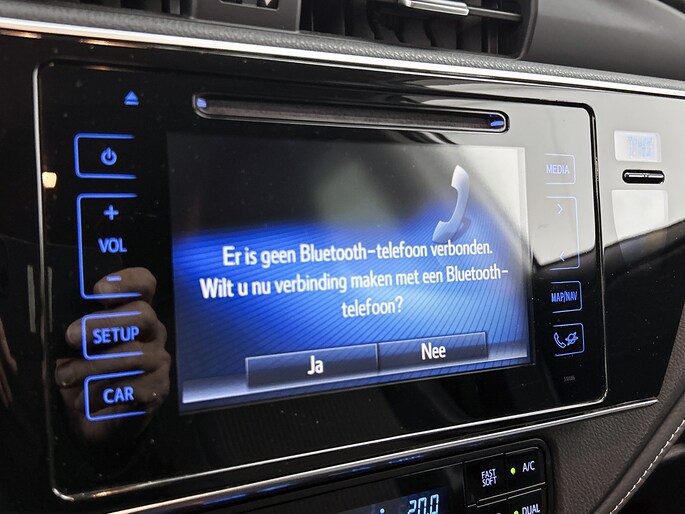 MEDIA
VOL
Er is geen Bluetooth-telefoon verbonden.
Wilt u nu verbinding maken met een Bluetooth-
telefoon?
MAP/NAV
SETUP
Ja
Nee
CAR
FAST
SOFT
A/C
20.0
DUAL